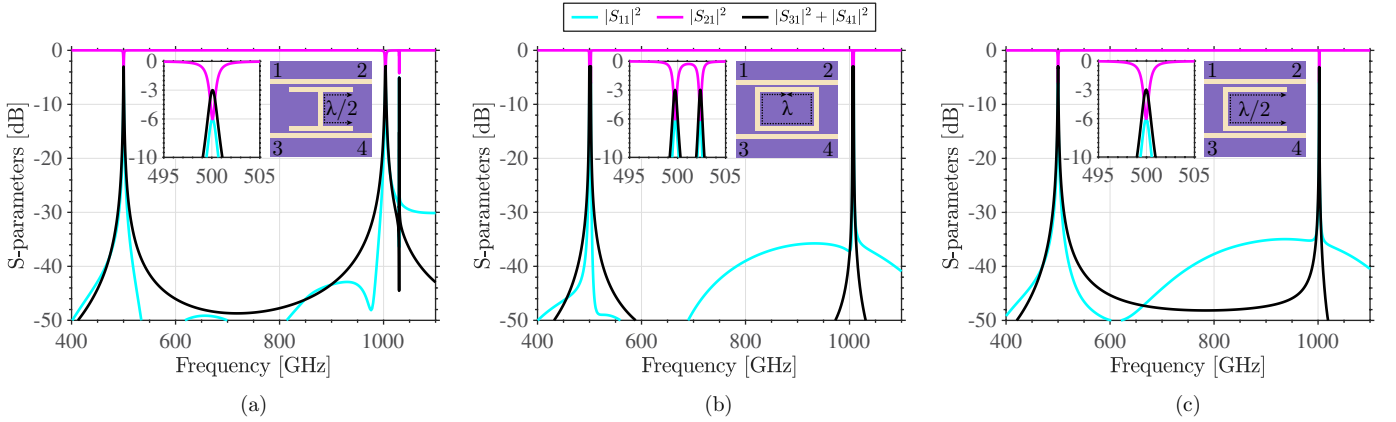 |S₁₁|² |S₂₁|² |S₃₁|² + |S₄₁|²
S-parameters [dB]
0
-10
-20
-30
-40
-50
400 600 800 1000
Frequency [GHz]
0
-3
-6
-10
495 500 505
1 2
λ/2
3 4
(a)
S-parameters [dB]
0
-10
-20
-30
-40
-50
400 600 800 1000
Frequency [GHz]
0
-3
-6
-10
495 500 505
1 2
λ
3 4
(b)
S-parameters [dB]
0
-10
-20
-30
-40
-50
400 600 800 1000
Frequency [GHz]
0
-3
-6
-10
495 500 505
1 2
λ/2
3 4
(c)